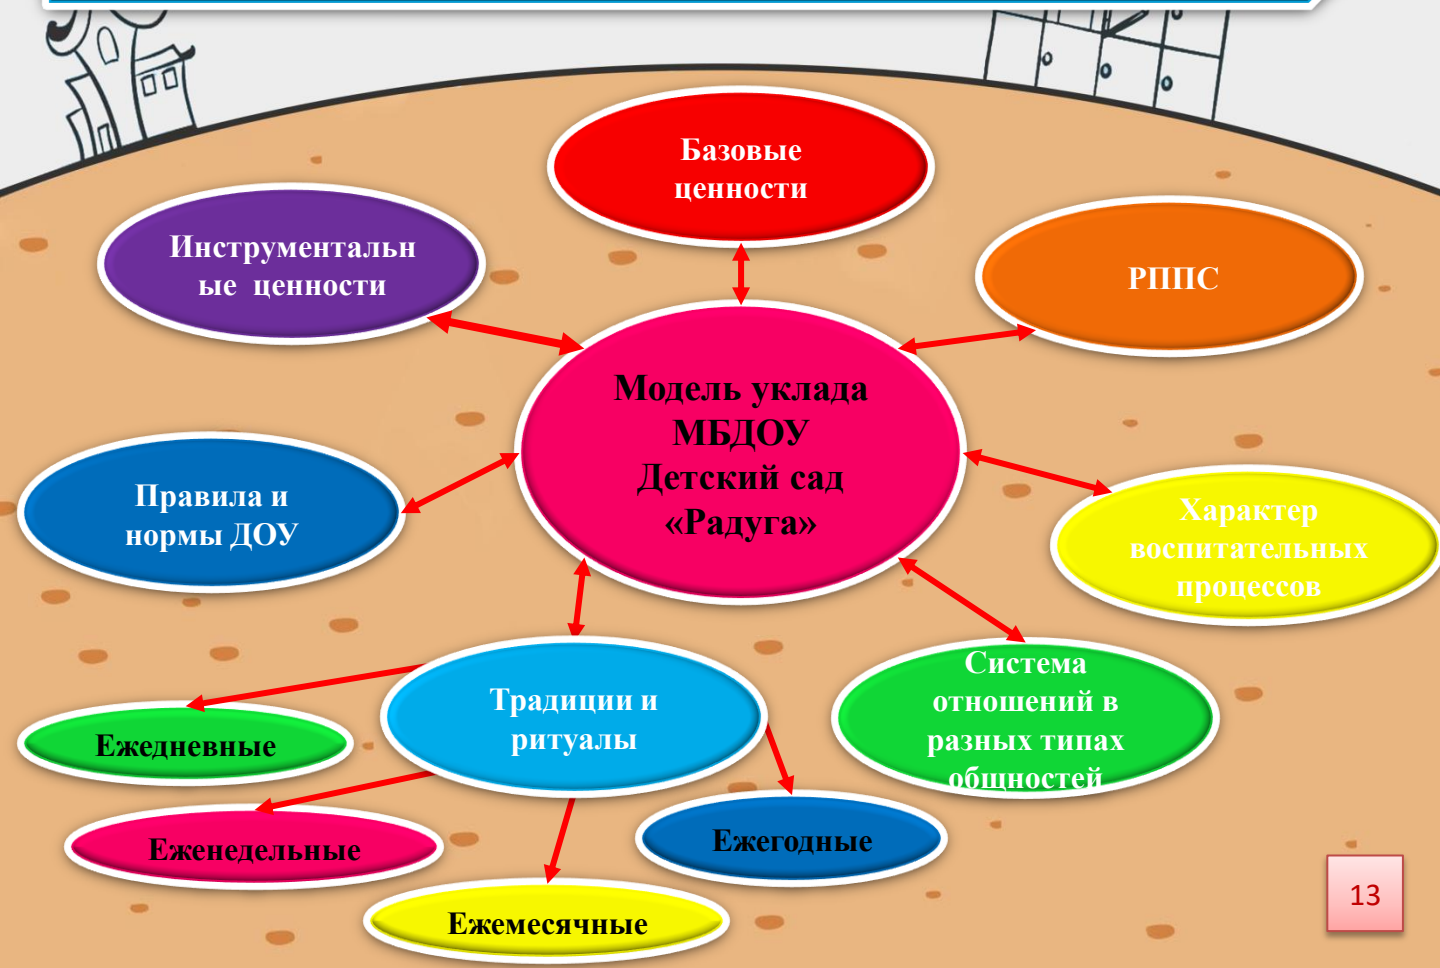 Базовые
ценности
Инструментальн
ые ценности
РППС
Модель уклада
МБДОУ
Детский сад
«Радуга»
Правила и
нормы ДОУ
Характер
воспитательных
процессов
Традиции и
ритуалы
Система
отношений в
разных типах
общностей
Ежедневные
Еженедельные
Ежегодные
Ежемесячные
13